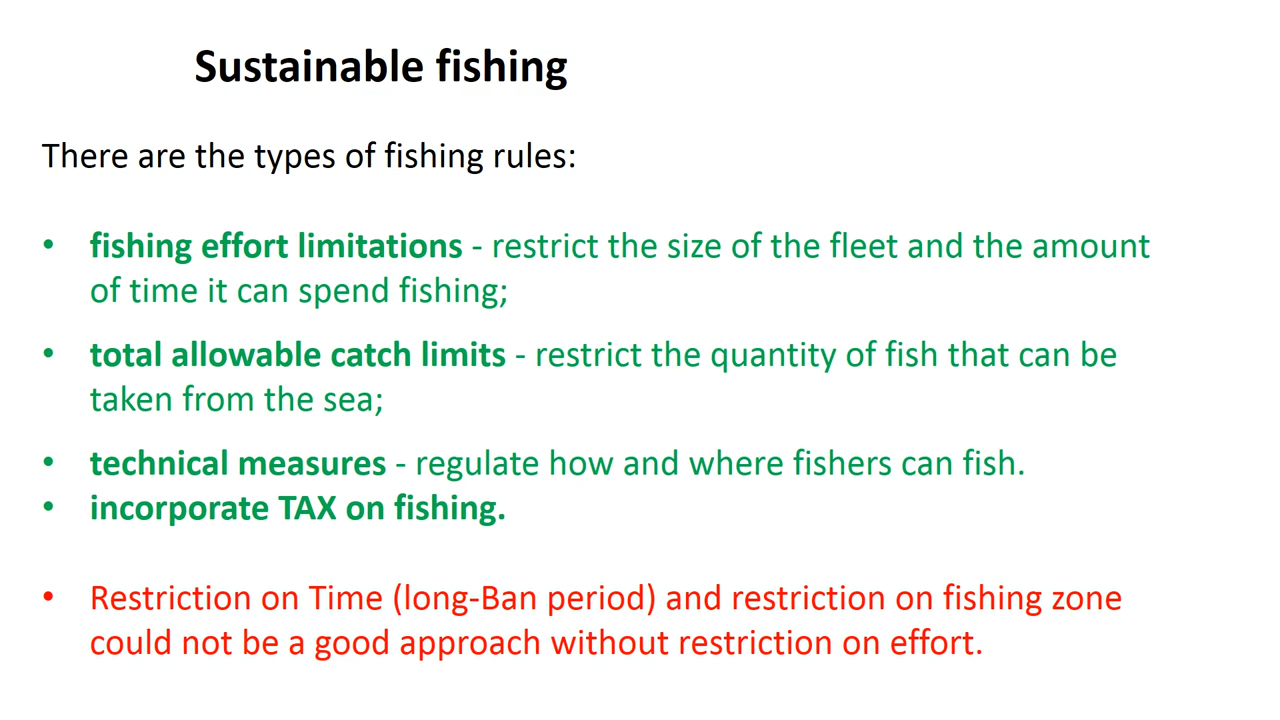 Sustainable fishing
There are the types of fishing rules:
• fishing effort limitations - restrict the size of the fleet and the amount
of time it can spend fishing;
• total allowable catch limits - restrict the quantity of fish that can be
taken from the sea;
• technical measures - regulate how and where fishers can fish.
• incorporate TAX on fishing.
• Restriction on Time (long-Ban period) and restriction on fishing zone
could not be a good approach without restriction on effort.